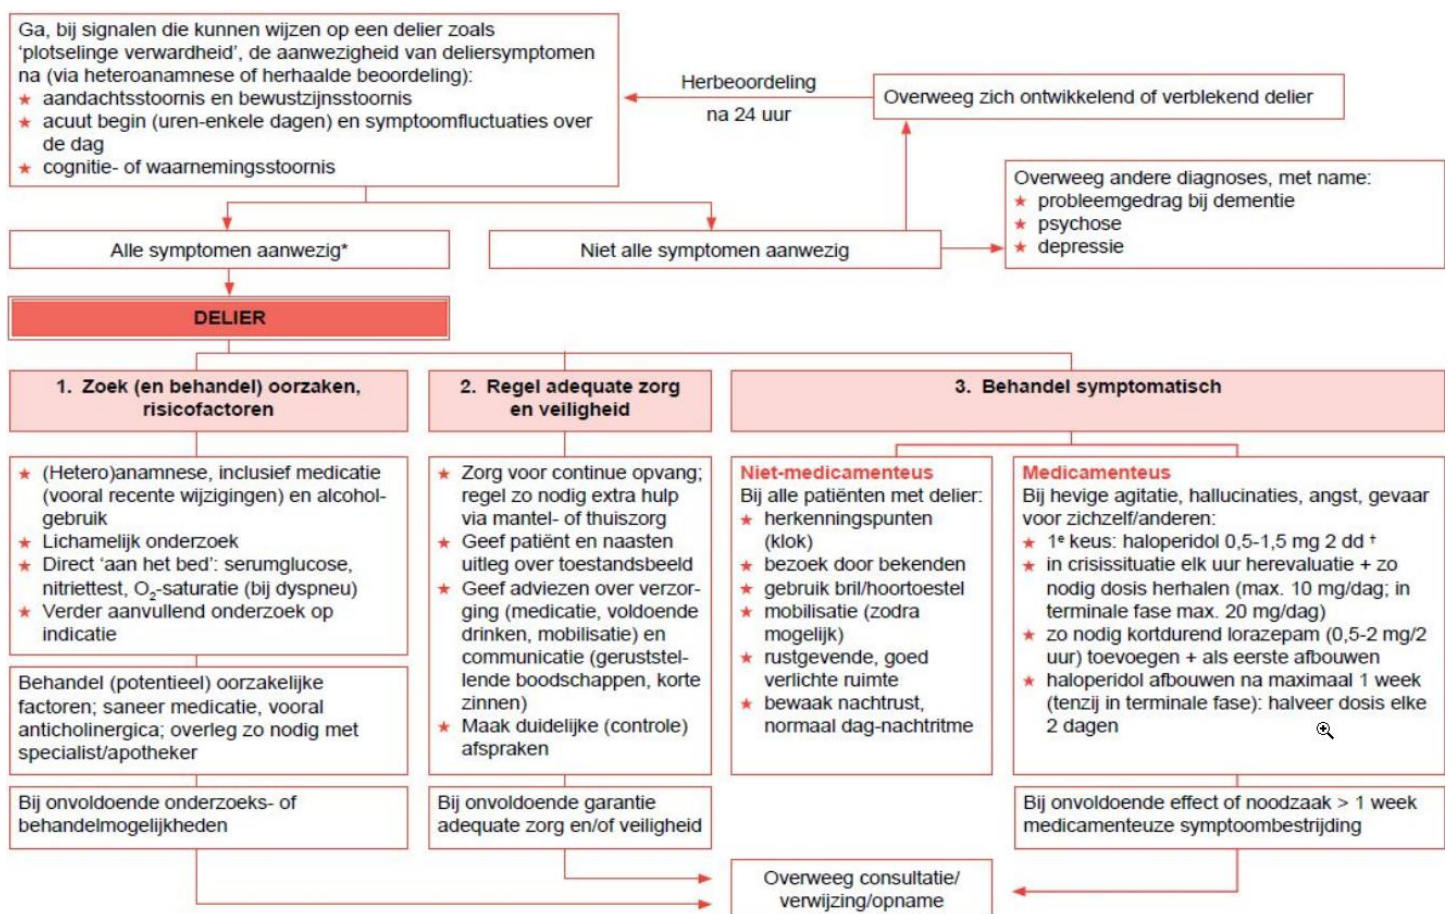 Ga, bij signalen die kunnen wijzen op een delier zoals
‘plotselinge verwardheid’, de aanwezigheid van deliersymptomen
na (via heteroanamnese of herhaalde beoordeling):
★ aandachtsstoornis en bewustzijnsstoornis
★ acuut begin (uren-enkele dagen) en symptoomfluctuaties over
de dag
★ cognitie- of waarnemingsstoornis
Herbeoordeling
na 24 uur
Overweeg zich ontwikkelend of verblekend delier
Overweeg andere diagnoses, met name:
★ probleemgedrag bij dementie
★ psychose
★ depressie
Alle symptomen aanwezig*
Niet alle symptomen aanwezig
DELIER
1. Zoek (en behandel) oorzaken,
risicofactoren
★ (Hetero)anamnese, inclusief medicatie
(vooral recente wijzigingen) en alcohol-
gebruik
★ Lichamelijk onderzoek
★ Direct ‘aan het bed’: serumglucose,
nitriettest, O₂-saturatie (bij dyspneu)
★ Verder aanvullend onderzoek op
indicatie
Behandel (potentieel) oorzakelijke
factoren; saneer medicatie, vooral
anticholinergica; overleg zo nodig met
specialist/apotheker
Bij onvoldoende onderzoeks- of
behandelmogelijkheden
2. Regel adequate zorg
en veiligheid
★ Zorg voor continue opvang;
regel zo nodig extra hulp
via mantel- of thuiszorg
★ Geef patiënt en naasten
uitleg over toestandsbeeld
★ Geef adviezen over verzor-
ging (medicatie, voldoende
drinken, mobilisatie) en
communicatie (geruststel-
lende boodschappen, korte
zinnen)
★ Maak duidelijke (controle)
afspraken
Bij onvoldoende garantie
adequate zorg en/of veiligheid
3. Behandel symptomatisch
Niet-medicamenteus
Bij alle patiënten met delier:
★ herkenningspunten
(klok)
★ bezoek door bekenden
★ gebruik bril/hoortoestel
★ mobilisatie (zodra
mogelijk)
★ rustgevende, goed
verlichte ruimte
★ bewaak nachtrust,
normaal dag-nachtritme
Medicamenteus
Bij hevige agitatie, hallucinaties, angst, gevaar
voor zichzelf/anderen:
★ 1ᵉ keus: haloperidol 0,5-1,5 mg 2 dd †
★ in crisissituatie elk uur herevaluatie + zo
nodig dosis herhalen (max. 10 mg/dag; in
terminale fase max. 20 mg/dag)
★ zo nodig kortdurend lorazepam (0,5-2 mg/2
uur) toevoegen + als eerste afbouwen
★ haloperidol afbouwen na maximaal 1 week
(tenzij in terminale fase): halveer dosis elke
2 dagen
Bij onvoldoende effect of noodzaak > 1 week
medicamenteuze symptoombestrijding
Overweeg consultatie/
verwijzing/opname